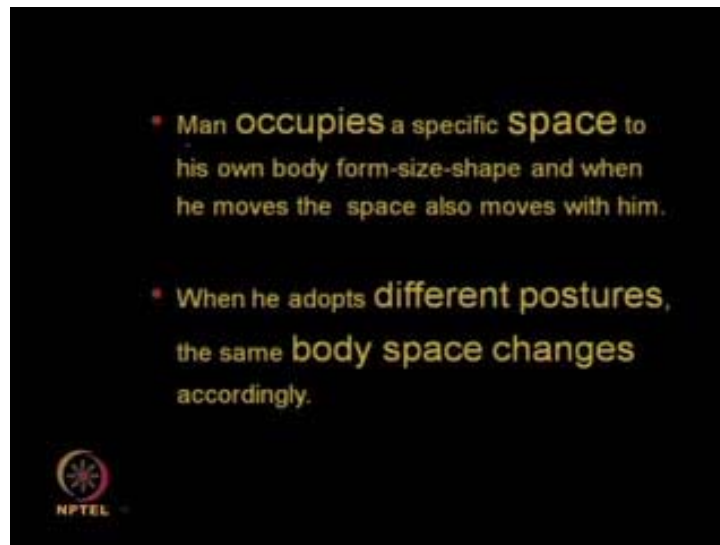 • Man occupies a specific space to
his own body form-size-shape and when
he moves the space also moves with him.
• When he adopts different postures,
the same body space changes
accordingly.
NPTEL